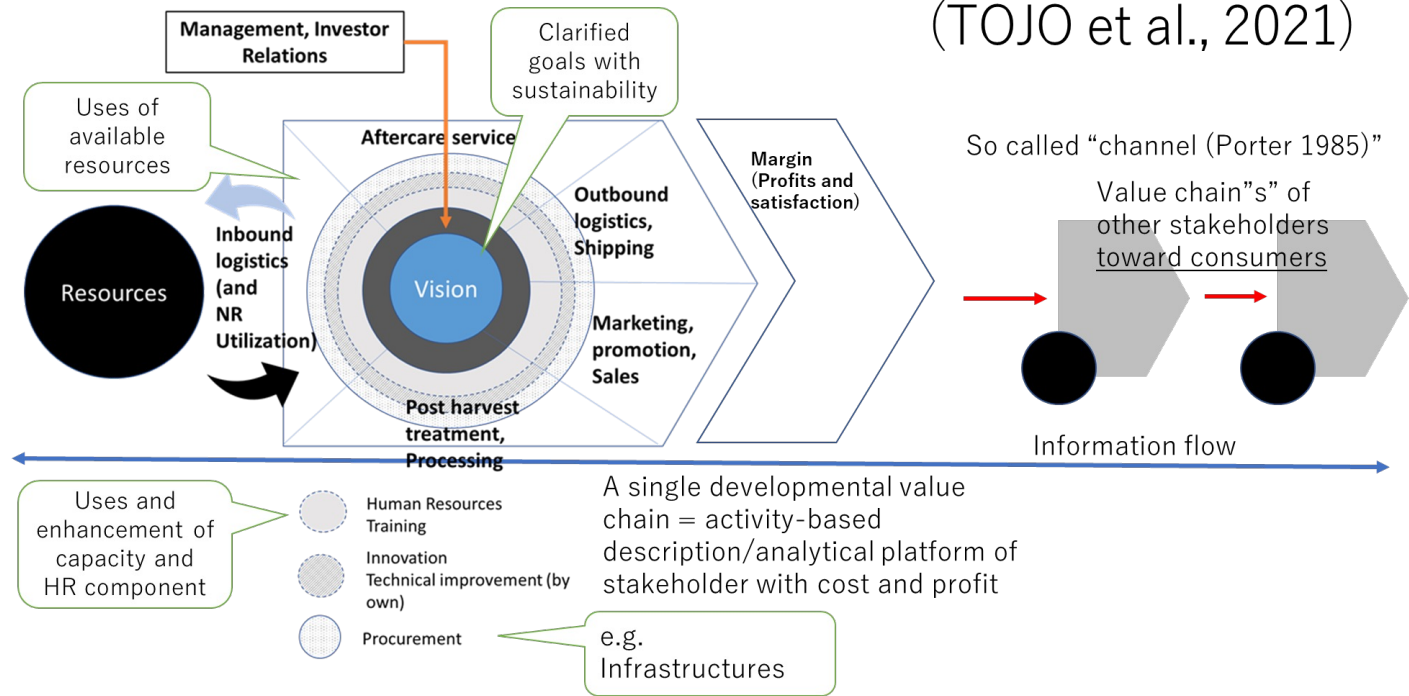 (TOJO et al., 2021)
Management, Investor
Relations
Clarified
goals with
sustainability
Uses of
available
resources
Aftercare service
Margin
(Profits and
satisfaction)
So called “channel (Porter 1985)”
Value chain”s” of
other stakeholders
toward consumers
Outbound
logistics,
Shipping
Inbound
logistics
(and
NR
Utilization)
Resources
Vision
Marketing,
promotion,
Sales
Post harvest
treatment,
Processing
Information flow
Uses and
enhancement of
capacity and
HR component
Human Resources
Training
Innovation
Technical improvement (by
own)
Procurement
A single developmental value
chain = activity-based
description/analytical platform of
stakeholder with cost and profit
e.g.
Infrastructures